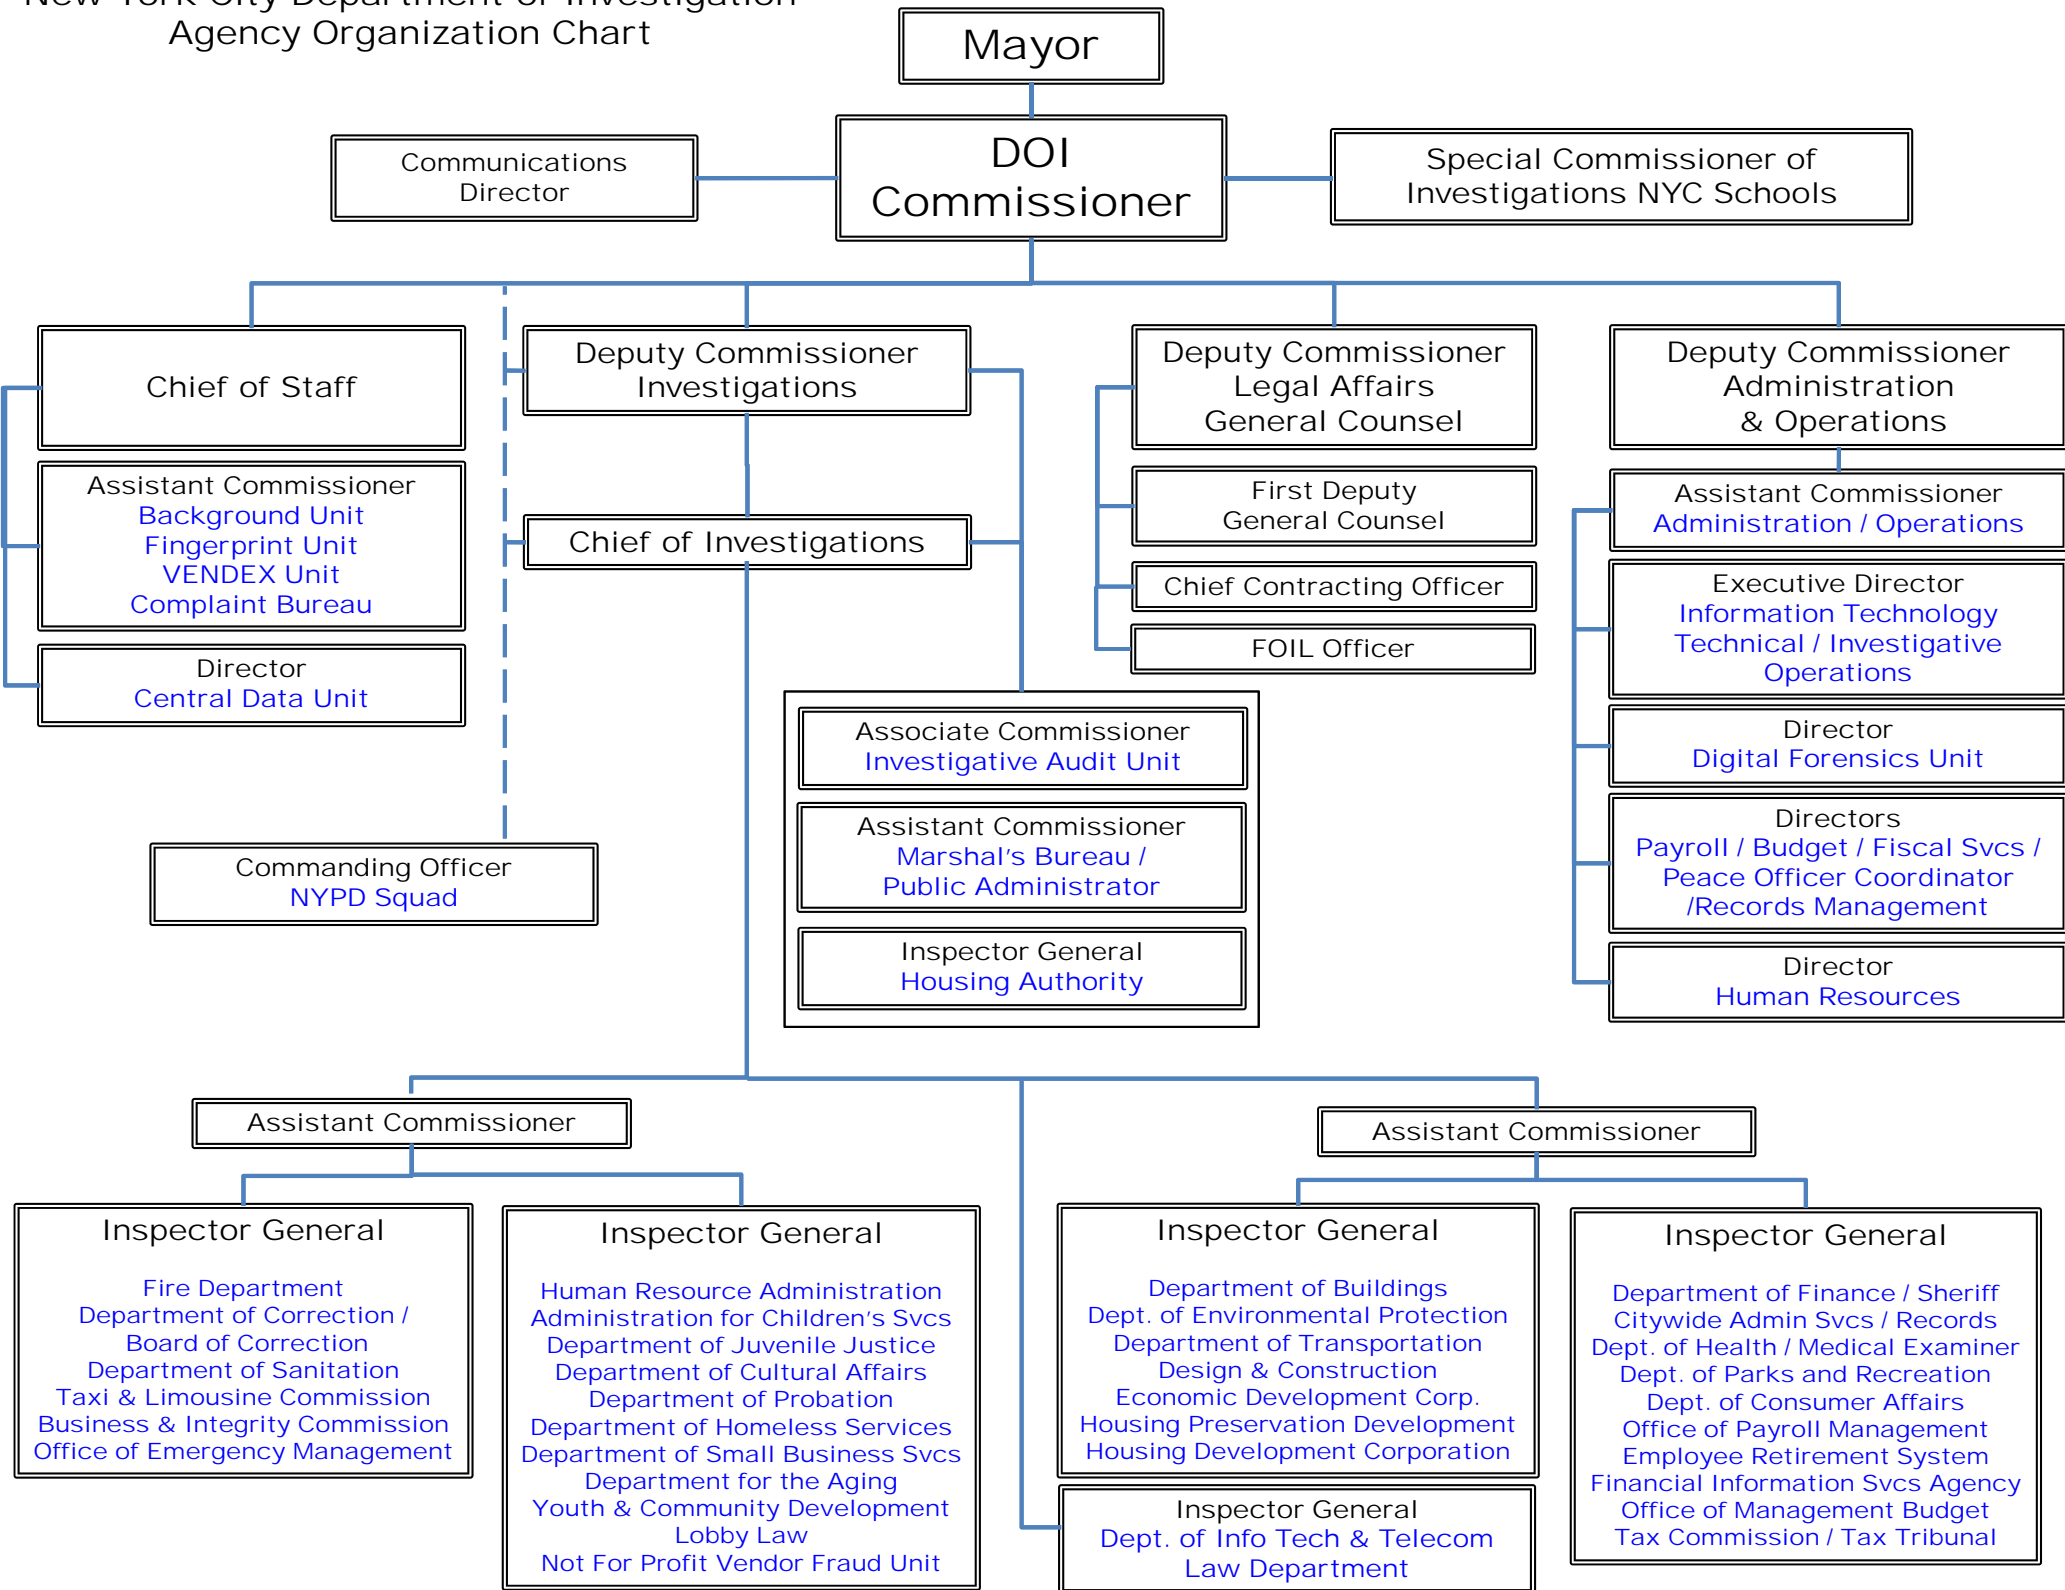 New York City Department of Investigation
Agency Organization Chart
Mayor
DOI
Commissioner
Communications
Director
Special Commissioner of
Investigations NYC Schools
Chief of Staff
Assistant Commissioner
Background Unit
Fingerprint Unit
VENDEX Unit
Complaint Bureau
Director
Central Data Unit
Deputy Commissioner
Investigations
Chief of Investigations
Commanding Officer
NYPD Squad
Associate Commissioner
Investigative Audit Unit
Assistant Commissioner
Marshal's Bureau /
Public Administrator
Inspector General
Housing Authority
Deputy Commissioner
Legal Affairs
General Counsel
First Deputy
General Counsel
Chief Contracting Officer
FOIL Officer
Deputy Commissioner
Administration
& Operations
Assistant Commissioner
Administration / Operations
Executive Director
Information Technology
Technical / Investigative
Operations
Director
Digital Forensics Unit
Directors
Payroll / Budget / Fiscal Svcs /
Peace Officer Coordinator
/Records Management
Director
Human Resources
Assistant Commissioner
Inspector General
Fire Department
Department of Correction /
Board of Correction
Department of Sanitation
Taxi & Limousine Commission
Business & Integrity Commission
Office of Emergency Management
Inspector General
Human Resource Administration
Administration for Children's Svcs
Department of Juvenile Justice
Department of Cultural Affairs
Department of Probation
Department of Homeless Services
Department of Small Business Svcs
Department for the Aging
Youth & Community Development
Lobby Law
Not For Profit Vendor Fraud Unit
Assistant Commissioner
Inspector General
Department of Buildings
Dept. of Environmental Protection
Department of Transportation
Design & Construction
Economic Development Corp.
Housing Preservation Development
Housing Development Corporation
Inspector General
Dept. of Info Tech & Telecom
Law Department
Inspector General
Department of Finance / Sheriff
Citywide Admin Svcs / Records
Dept. of Health / Medical Examiner
Dept. of Parks and Recreation
Dept. of Consumer Affairs
Office of Payroll Management
Employee Retirement System
Financial Information Svcs Agency
Office of Management Budget
Tax Commission / Tax Tribunal